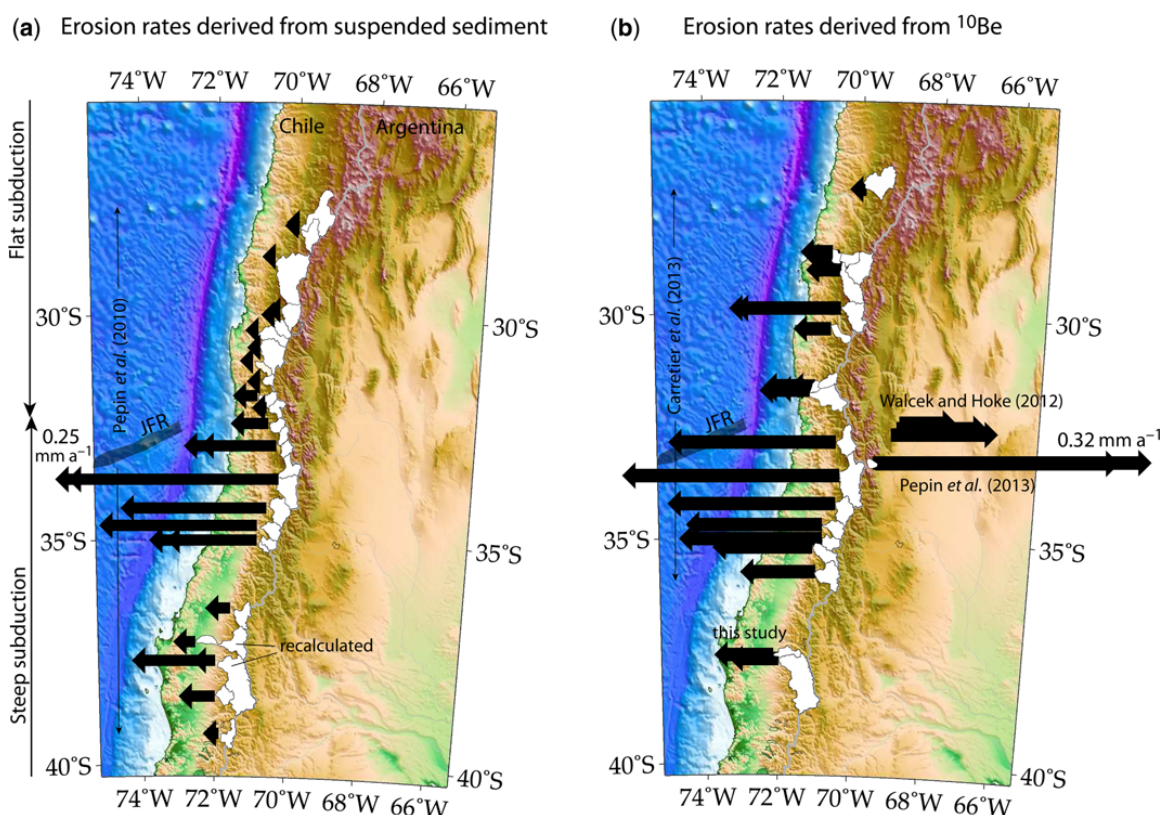 (a) Erosion rates derived from suspended sediment
74°W 72°W 70°W 68°W 66°W
Chile Argentina
Flat subduction
Pepin et al. (2010)
30°S
30°S
JFR
0.25
mm a⁻¹
35°S
35°S
Steep subduction
recalculated
40°S
40°S
74°W 72°W 70°W 68°W 66°W
(b) Erosion rates derived from ¹⁰Be
74°W 72°W 70°W 68°W 66°W
Carretier et al. (2013)
30°S
30°S
JFR
Walcek and Hoke (2012)
0.32 mm a⁻¹
Pepin et al. (2013)
35°S
35°S
this study
40°S
40°S
74°W 72°W 70°W 68°W 66°W